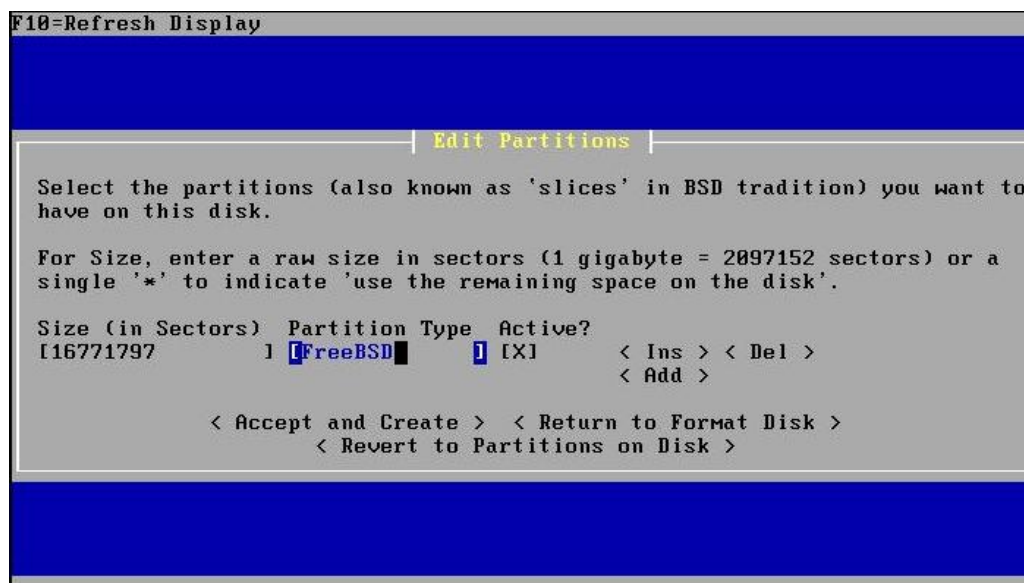 F10=Refresh Display
Edit Partitions
Select the partitions (also known as 'slices' in BSD tradition) you want to
have on this disk.
For Size, enter a raw size in sectors (1 gigabyte = 2097152 sectors) or a
single '*' to indicate 'use the remaining space on the disk'.
Size (in Sectors)  Partition Type  Active?
[16771797          ] [FreeBSD       ] [X]      < Ins > < Del >
< Add >
< Accept and Create >  < Return to Format Disk >
< Revert to Partitions on Disk >